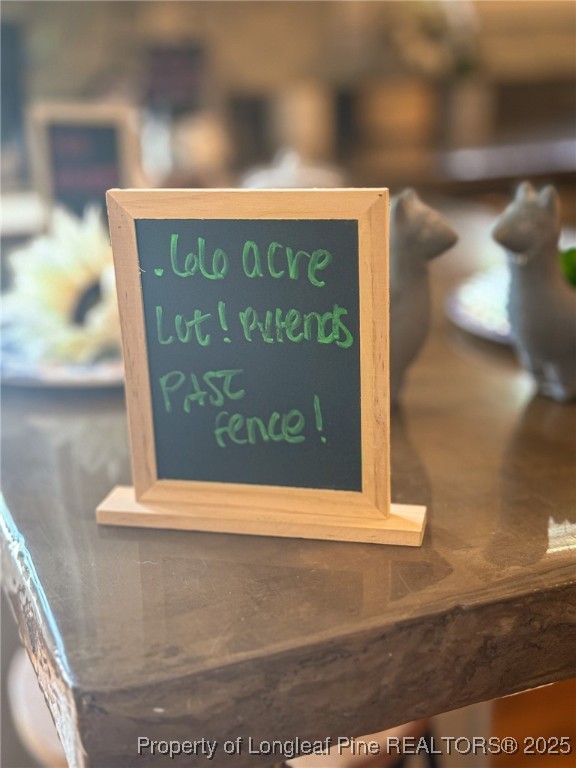 .66 acre
Lot! Extends
PAST
fence!
Property of Longleaf Pine REALTORS® 2025